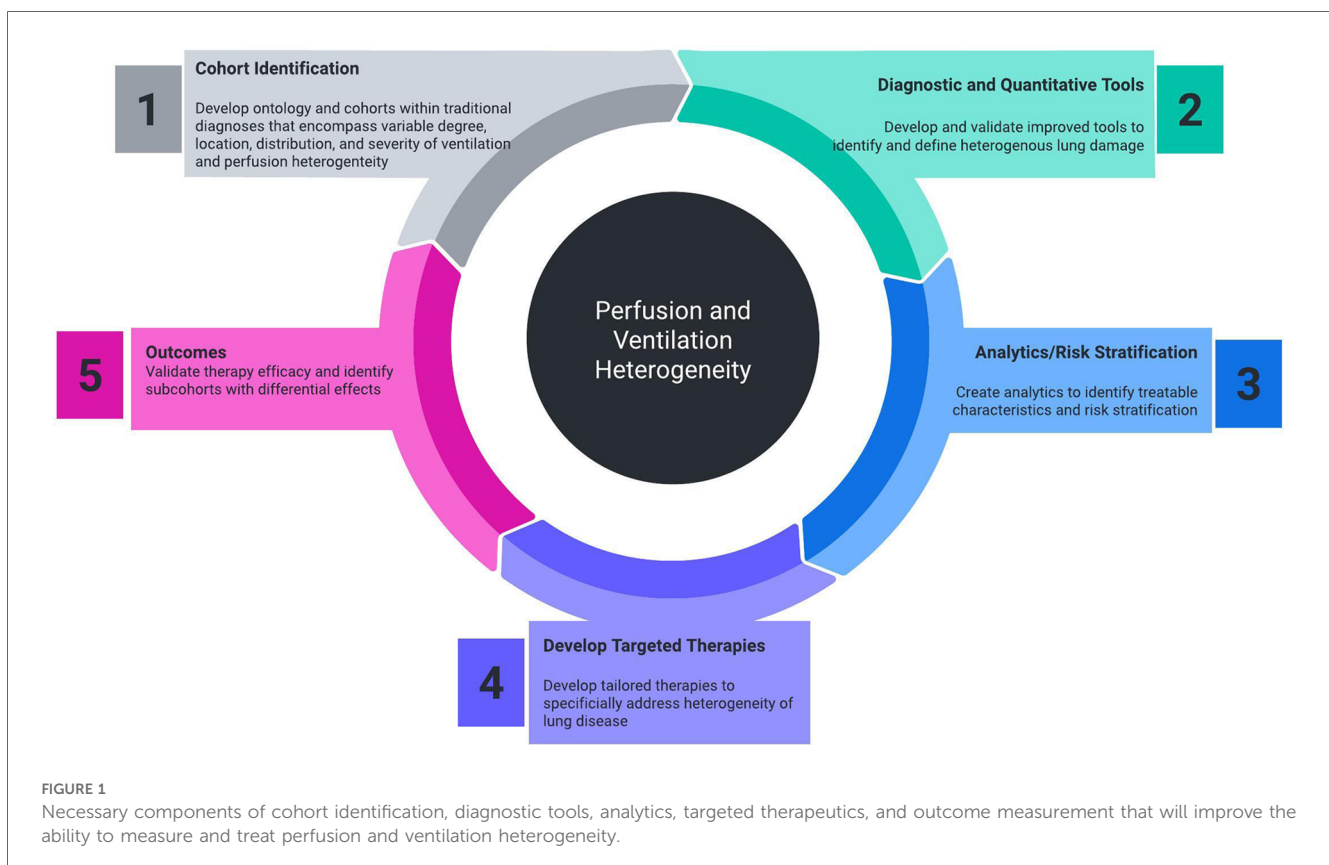 1
Cohort Identification
Develop ontology and cohorts within traditional
diagnoses that encompass variable degree,
location, distribution, and severity of ventilation
and perfusion heterogenteity
Diagnostic and Quantitative Tools
Develop and validate improved tools to
identify and define heterogenous lung damage
2
Perfusion and
Ventilation
Heterogeneity
Analytics/Risk Stratification
Create analytics to identify treatable
characteristics and risk stratification
3
4
Develop Targeted Therapies
Develop tailored therapies to
specificially address heterogeneity of
lung disease
5
Outcomes
Validate therapy efficacy and identify
subcohorts with differential effects
FIGURE 1
Necessary components of cohort identification, diagnostic tools, analytics, targeted therapeutics, and outcome measurement that will improve the
ability to measure and treat perfusion and ventilation heterogeneity.